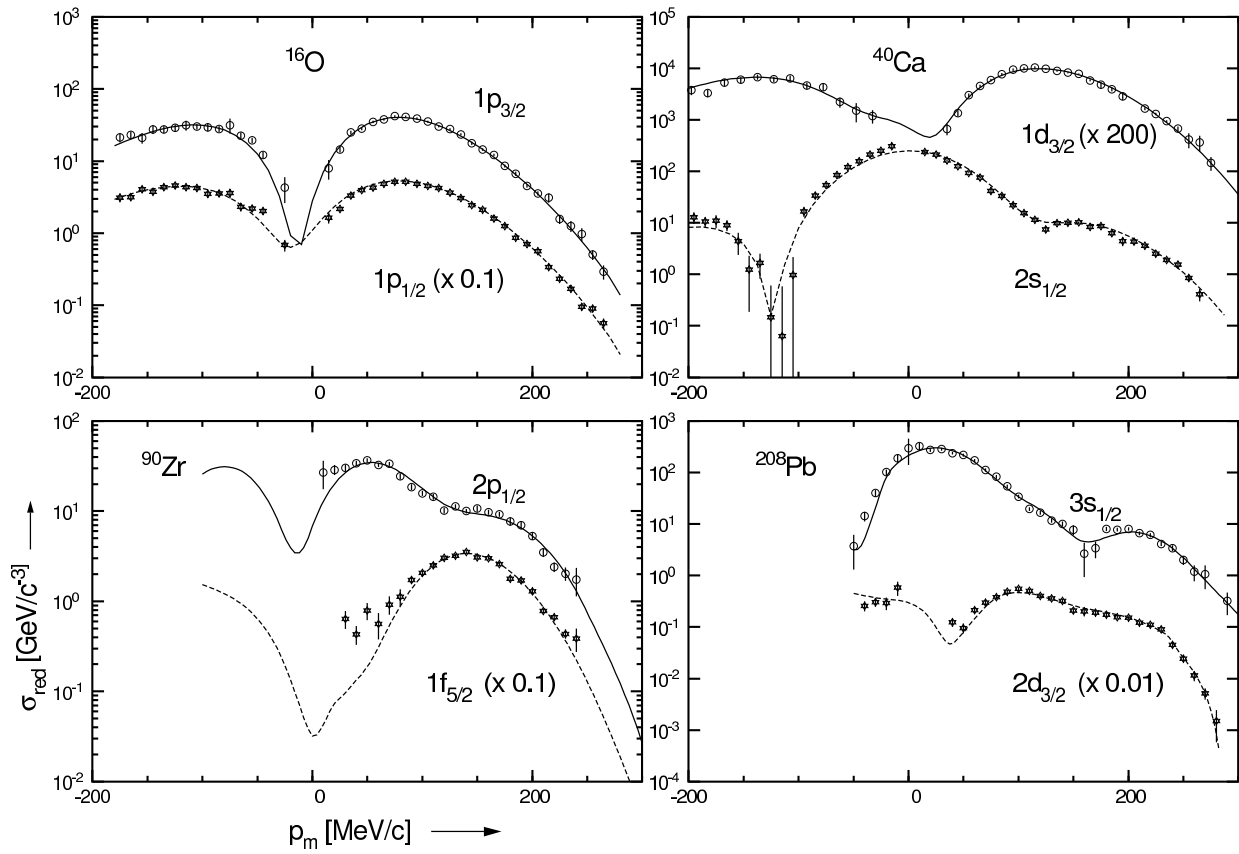 10³
10²
10¹
10⁰
10⁻¹
10⁻²
-200
0
200
¹⁶O
1p₃/₂
1p₁/₂ (x 0.1)
10⁵
10⁴
10³
10²
10¹
10⁰
10⁻¹
10⁻²
-200
0
200
⁴⁰Ca
1d₃/₂ (x 200)
2s₁/₂
10²
10¹
10⁰
10⁻¹
10⁻²
-200
0
200
⁹⁰Zr
2p₁/₂
1f₅/₂ (x 0.1)
10³
10²
10¹
10⁰
10⁻¹
10⁻²
10⁻³
10⁻⁴
-200
0
200
²⁰⁸Pb
3s₁/₂
2d₃/₂ (x 0.01)
σred [GeV/c⁻³]
pm [MeV/c]